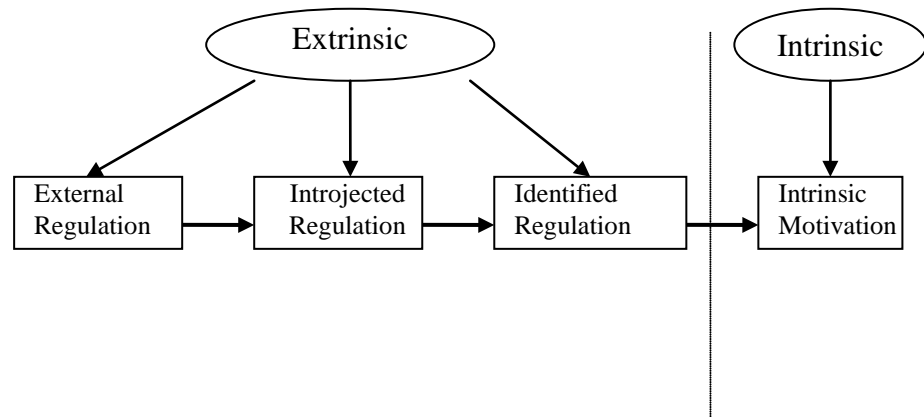 Extrinsic
Intrinsic
External
Regulation
Introjected
Regulation
Identified
Regulation
Intrinsic
Motivation